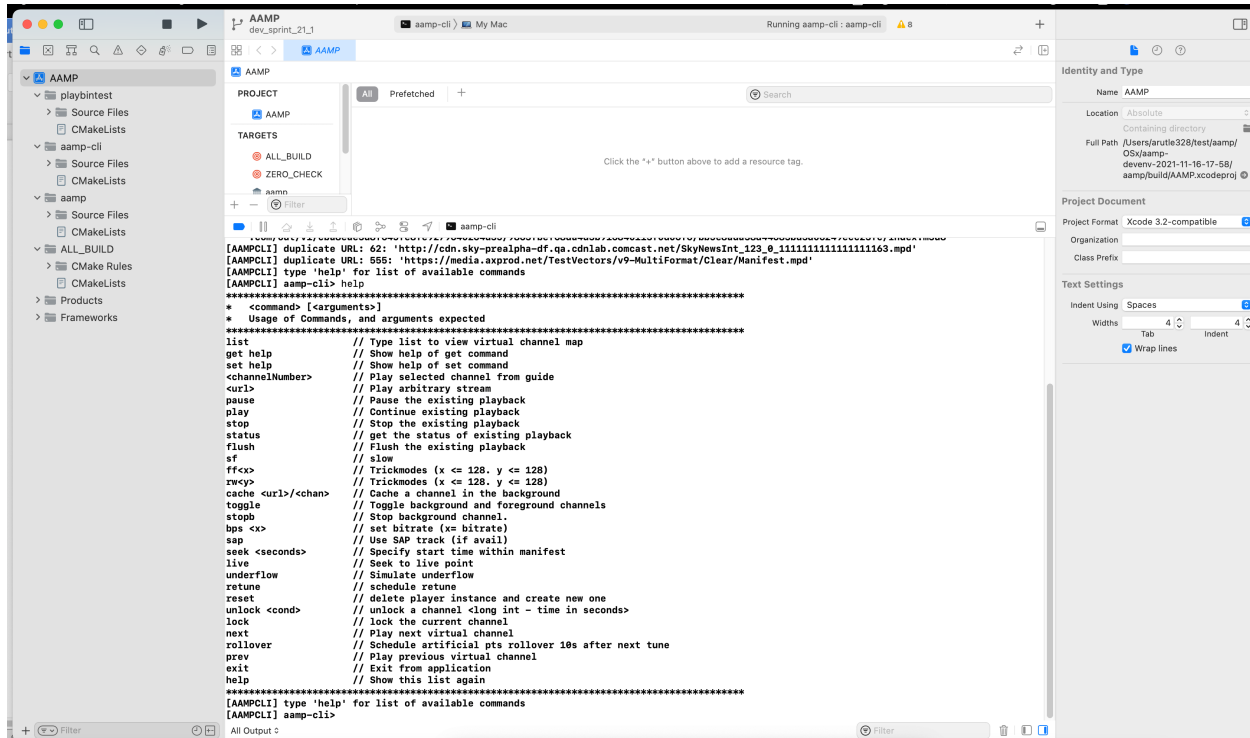 AAMP
dev_sprint_21_1
aamp-cli 〉 My Mac
Running aamp-cli : aamp-cli
8
AAMP
AAMP
PROJECT
AAMP
TARGETS
ALL_BUILD
ZERO_CHECK
aamp
Filter
All
Prefetched
Search
Click the "+" button above to add a resource tag.
AAMP
playbintest
Source Files
CMakeLists
aamp-cli
Source Files
CMakeLists
aamp
Source Files
CMakeLists
ALL_BUILD
CMake Rules
CMakeLists
Products
Frameworks
Filter
aamp-cli
[AAMPCLI] duplicate URL: 62: 'http://cdn.sky-prealpha-df.qa.cdnlab.comcast.net/SkyNewsInt_123_0_1111111111111111163.mpd'
[AAMPCLI] duplicate URL: 555: 'https://media.axprod.net/TestVectors/v9-MultiFormat/Clear/Manifest.mpd'
[AAMPCLI] type 'help' for list of available commands
[AAMPCLI] aamp-cli> help
******************************************************************************************
* <command> [<arguments>]
* Usage of Commands, and arguments expected
******************************************************************************************
list // Type list to view virtual channel map
get help // Show help of get command
set help // Show help of set command
<channelNumber> // Play selected channel from guide
<url> // Play arbitrary stream
pause // Pause the existing playback
play // Continue existing playback
stop // Stop the existing playback
status // get the status of existing playback
flush // Flush the existing playback
sf // slow
ff<x> // Trickmodes (x <= 128. y <= 128)
rw<y> // Trickmodes (x <= 128. y <= 128)
cache <url>/<chan> // Cache a channel in the background
toggle // Toggle background and foreground channels
stopb // Stop background channel.
bps <x> // set bitrate (x= bitrate)
sap // Use SAP track (if avail)
seek <seconds> // Specify start time within manifest
live // Seek to live point
underflow // Simulate underflow
retune // schedule retune
reset // delete player instance and create new one
unlock <cond> // unlock a channel <long int - time in seconds>
lock // lock the current channel
next // Play next virtual channel
rollover // Schedule artificial pts rollover 10s after next tune
prev // Play previous virtual channel
exit // Exit from application
help // Show this list again
******************************************************************************************
[AAMPCLI] type 'help' for list of available commands
[AAMPCLI] aamp-cli>
All Output
Filter
Identity and Type
Name AAMP
Location Absolute
Containing directory
Full Path /Users/arutle328/test/aamp/
OSx/aamp-
devenv-2021-11-16-17-58/
aamp/build/AAMP.xcodeproj
Project Document
Project Format Xcode 3.2-compatible
Organization
Class Prefix
Text Settings
Indent Using Spaces
Widths 4 4
Tab Indent
Wrap lines